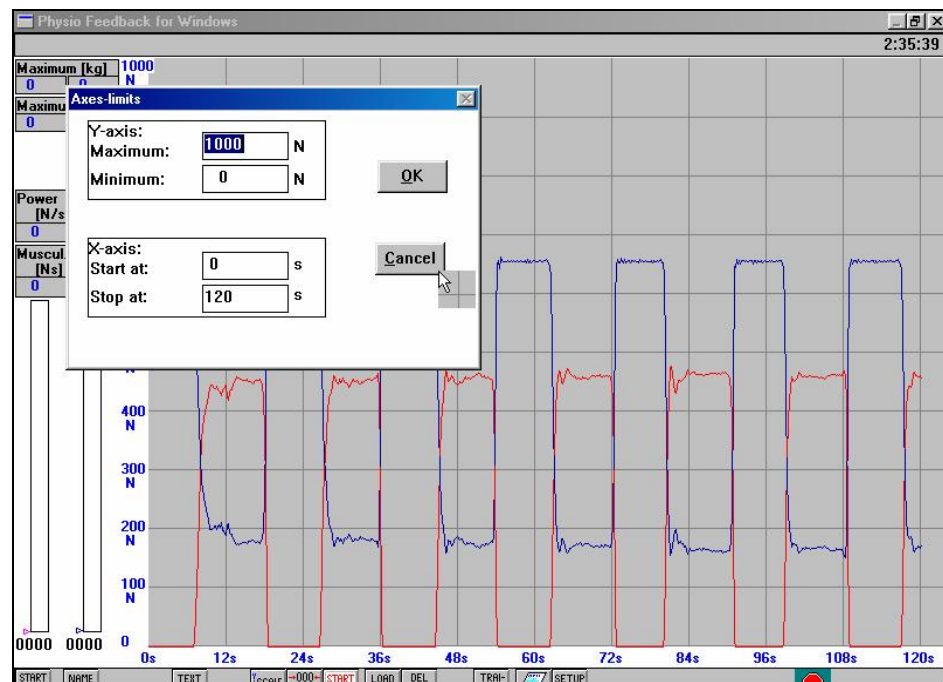 Physio Feedback for Windows
2:35:39
Maximum [kg]
0 0
Maximu
0
Power
[N/s
0
Muscul.
[Ns]
0
0000 0000
1000
N
Axes-limits
Y-axis:
Maximum: 1000 N
Minimum: 0 N
OK
X-axis:
Start at: 0 s
Stop at: 120 s
Cancel
400
N
300
N
200
N
100
N
0
0s 12s 24s 36s 48s 60s 72s 84s 96s 108s 120s
START NAME TEXT →000← START LOAD DEL TRAI- SETUP